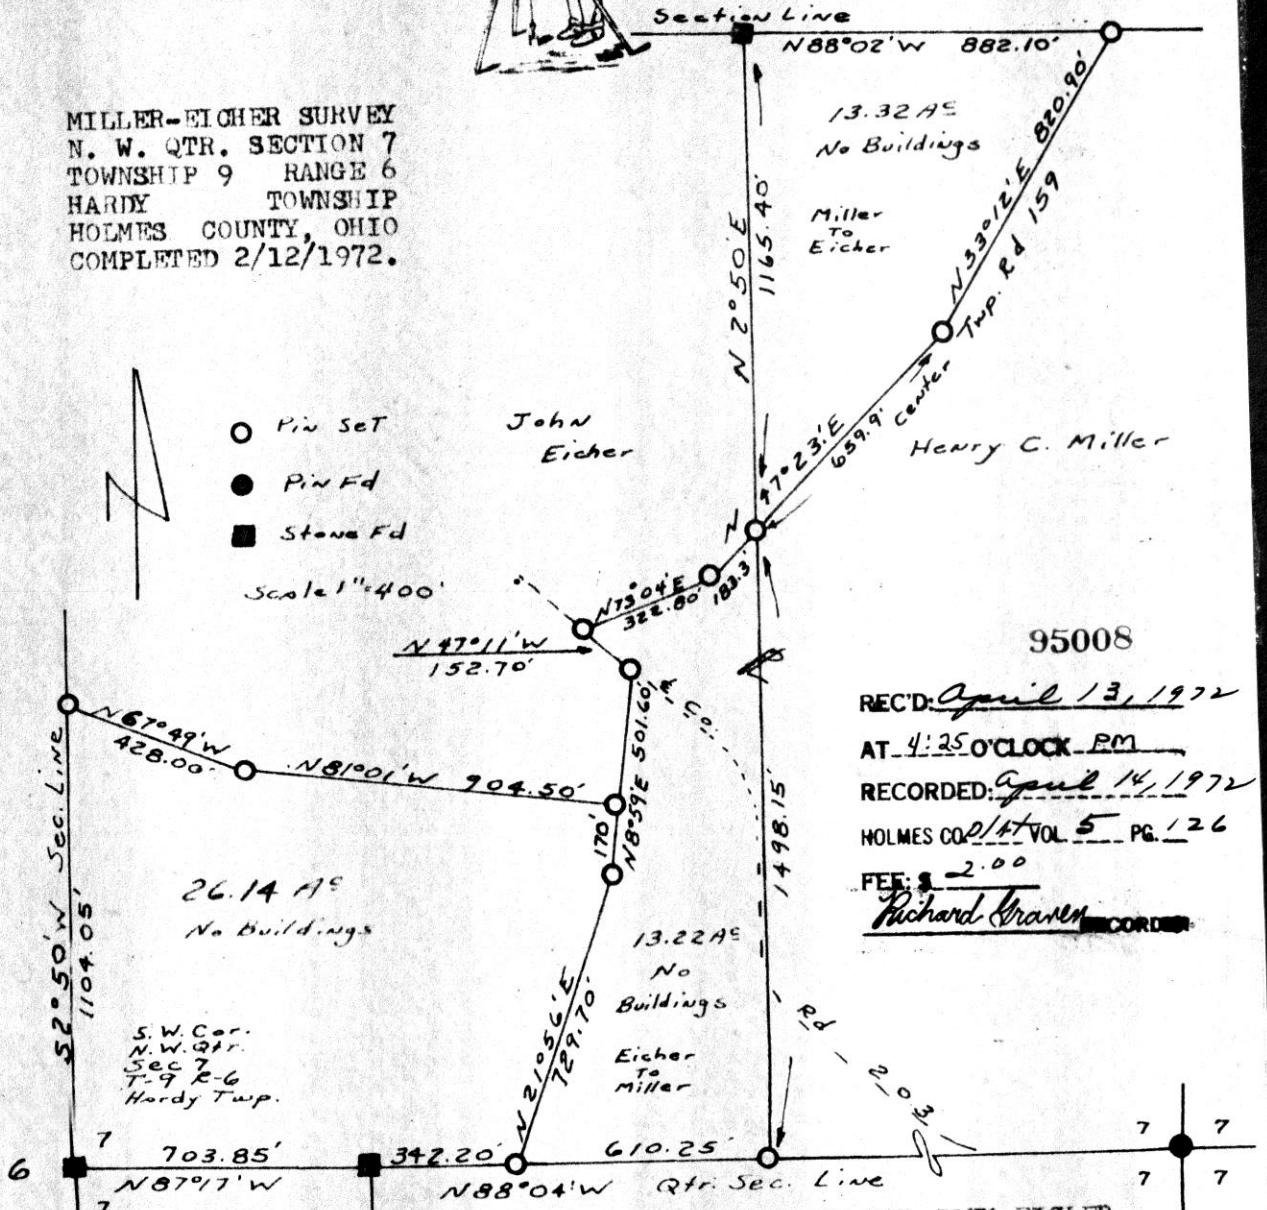 Section Line
N88°02'W 882.10'
MILLER-EICHER SURVEY
N. W. QTR. SECTION 7
TOWNSHIP 9 RANGE 6
HARDY TOWNSHIP
HOLMES COUNTY, OHIO
COMPLETED 2/12/1972.
13.32 Ac
No Buildings
Miller
To
Eicher
N 2°50'E
1165.40'
N33°12'E 820.90'
Center Twp. Rd 159
N 47°23'E
659.9'
Pin Set
Pin Fd
Stone Fd
Scale 1"=400'
John
Eicher
Henry C. Miller
N73°04'E
322.80'
183.3'
N47°11'W
152.70'
N67°49'W
428.00'
N81°01'W 904.50'
N8°59'E 501.60'
170'
1498.15'
S2°50'W Sec. Line
1104.05'
26.14 Ac
No Buildings
N21°56'E
729.70'
13.22 Ac
No
Buildings
Eicher
To
Miller
Rd 203
S.W. Cor.
N.W. Qtr.
Sec 7
T-9 R-6
Hardy Twp.
95008
REC'D: April 13, 1972
AT 4:25 O'CLOCK PM
RECORDED: April 14, 1972
HOLMES CO Plat VOL 5 PG. 126
FEE: $ 2.00
Richard Graven RECORDER
6
7
7
703.85'
N87°17'W
342.20'
N88°04'W
610.25'
Qtr. Sec. Line
7 7
7 7